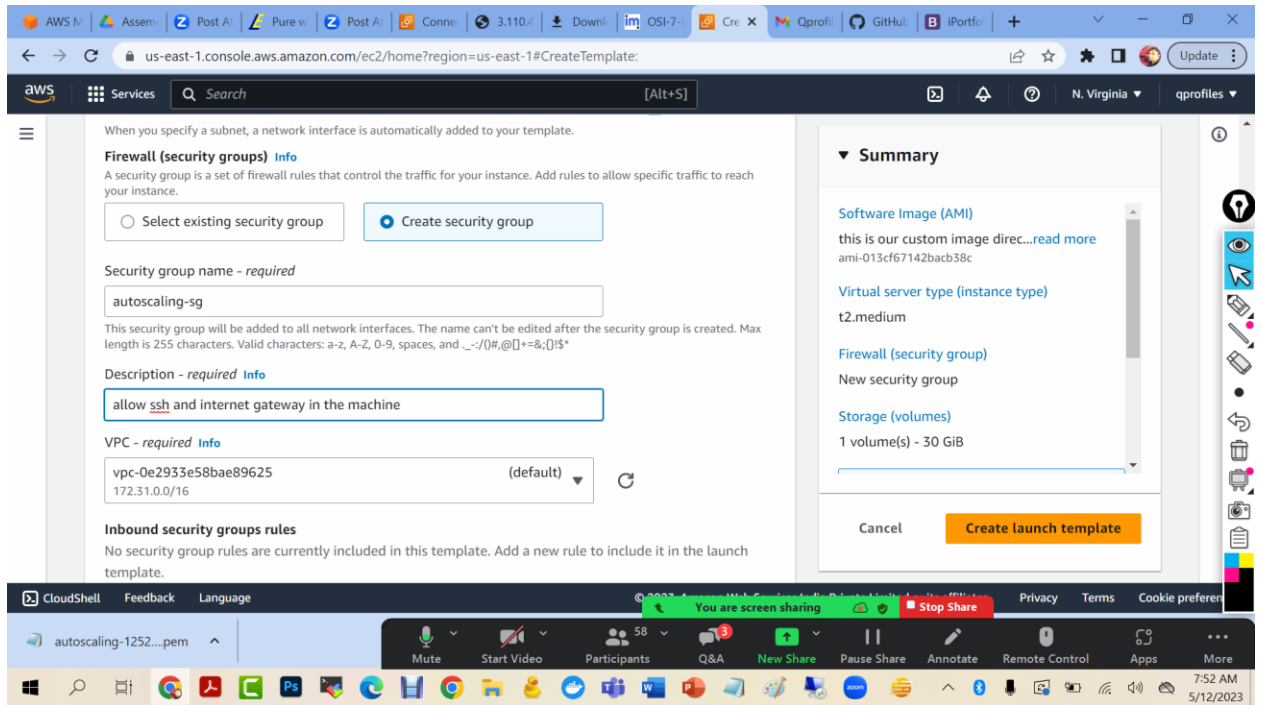 AWS M
Assem
Post A
Pure w
Post A
Conne
3.110.4
Downl
OSI-7-
Cre
Qprofil
GitHub
iPortfol
us-east-1.console.aws.amazon.com/ec2/home?region=us-east-1#CreateTemplate:
Update
aws
Services
Search
[Alt+S]
N. Virginia
qprofiles
When you specify a subnet, a network interface is automatically added to your template.
Firewall (security groups) Info
A security group is a set of firewall rules that control the traffic for your instance. Add rules to allow specific traffic to reach
your instance.
Select existing security group
Create security group
Security group name - required
autoscaling-sg
This security group will be added to all network interfaces. The name can't be edited after the security group is created. Max
length is 255 characters. Valid characters: a-z, A-Z, 0-9, spaces, and ._-:/()#,@[]+=&;{}!$*
Description - required Info
allow ssh and internet gateway in the machine
VPC - required Info
vpc-0e2933e58bae89625
(default)
172.31.0.0/16
Inbound security groups rules
No security group rules are currently included in this template. Add a new rule to include it in the launch
template.
Summary
Software Image (AMI)
this is our custom image direc...read more
ami-013cf67142bacb38c
Virtual server type (instance type)
t2.medium
Firewall (security group)
New security group
Storage (volumes)
1 volume(s) - 30 GiB
Cancel
Create launch template
CloudShell
Feedback
Language
Privacy
Terms
Cookie preferen
You are screen sharing
Stop Share
autoscaling-1252....pem
58
3
Mute
Start Video
Participants
Q&A
New Share
Pause Share
Annotate
Remote Control
Apps
More
Ps
zoom
7:52 AM
5/12/2023